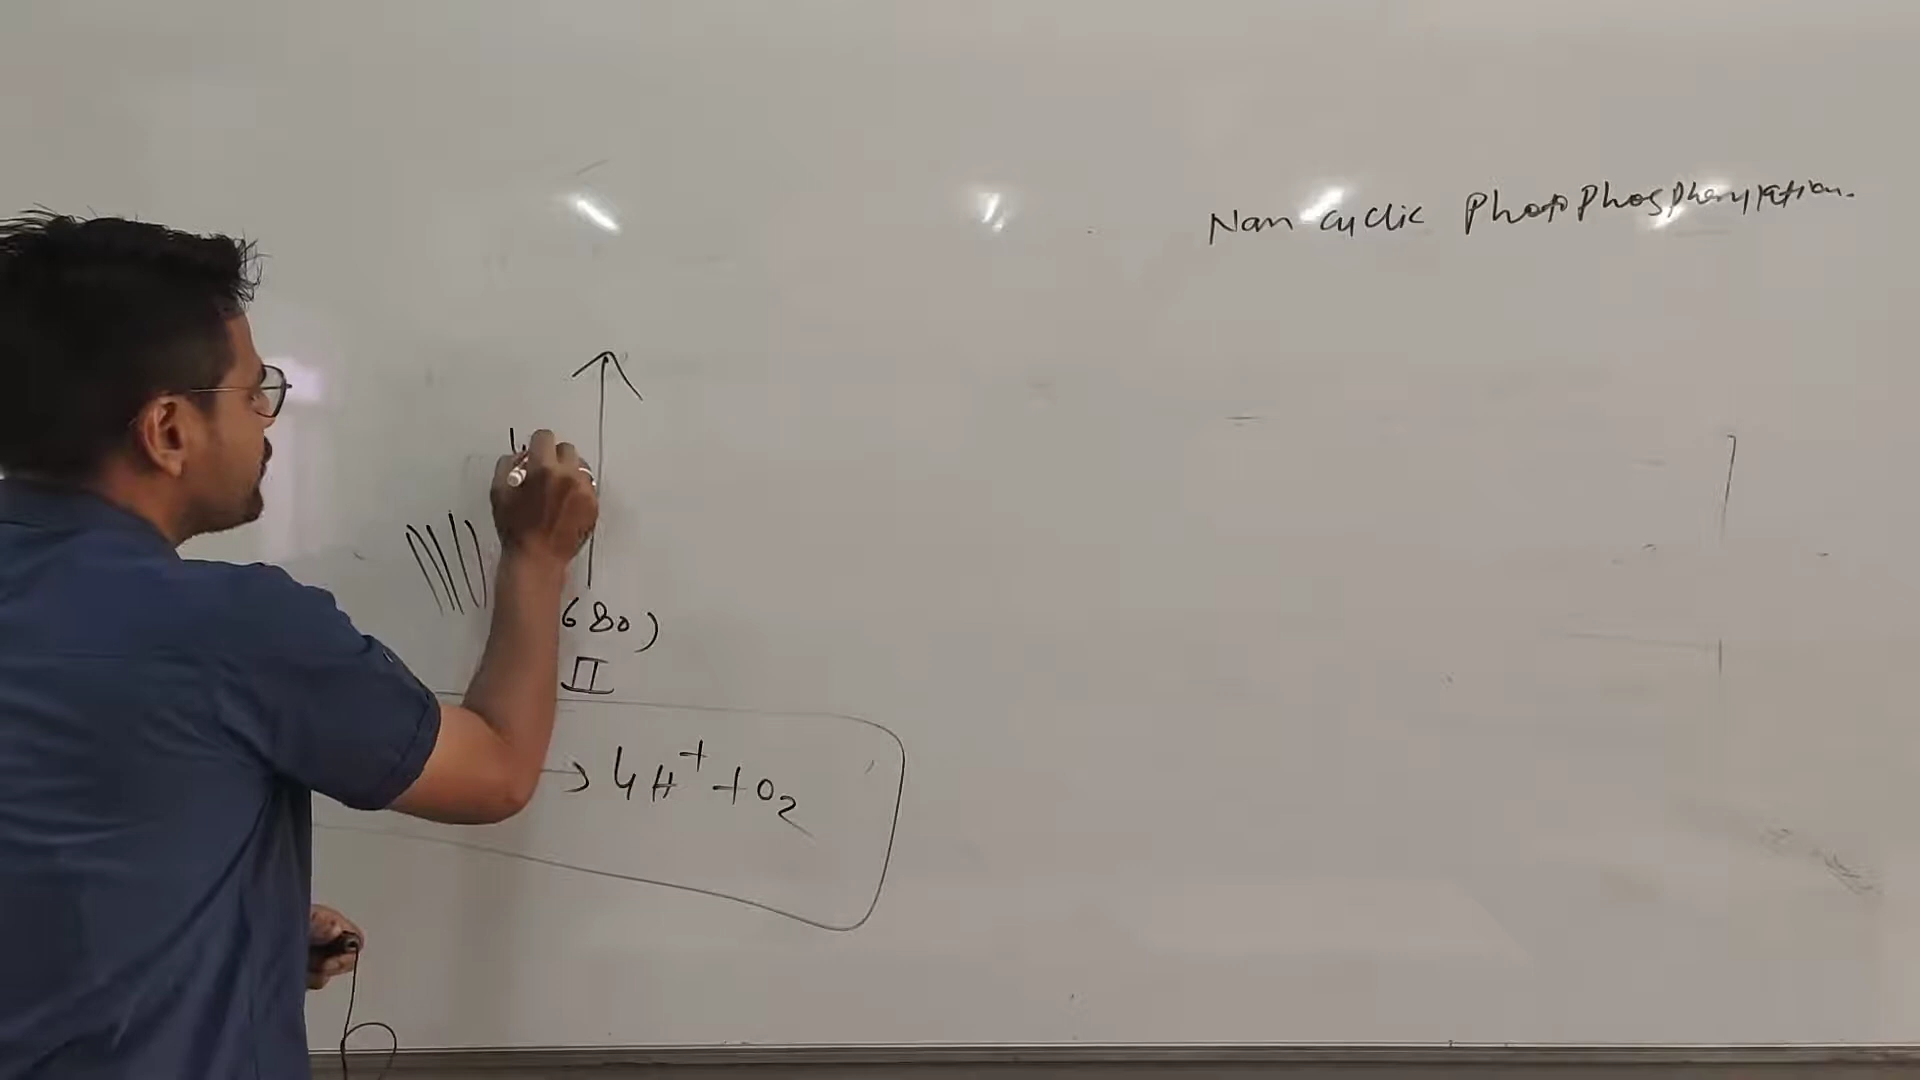 Non cyclic PhotoPhosphorylation.
680)
II
→ 4H⁺ + O₂